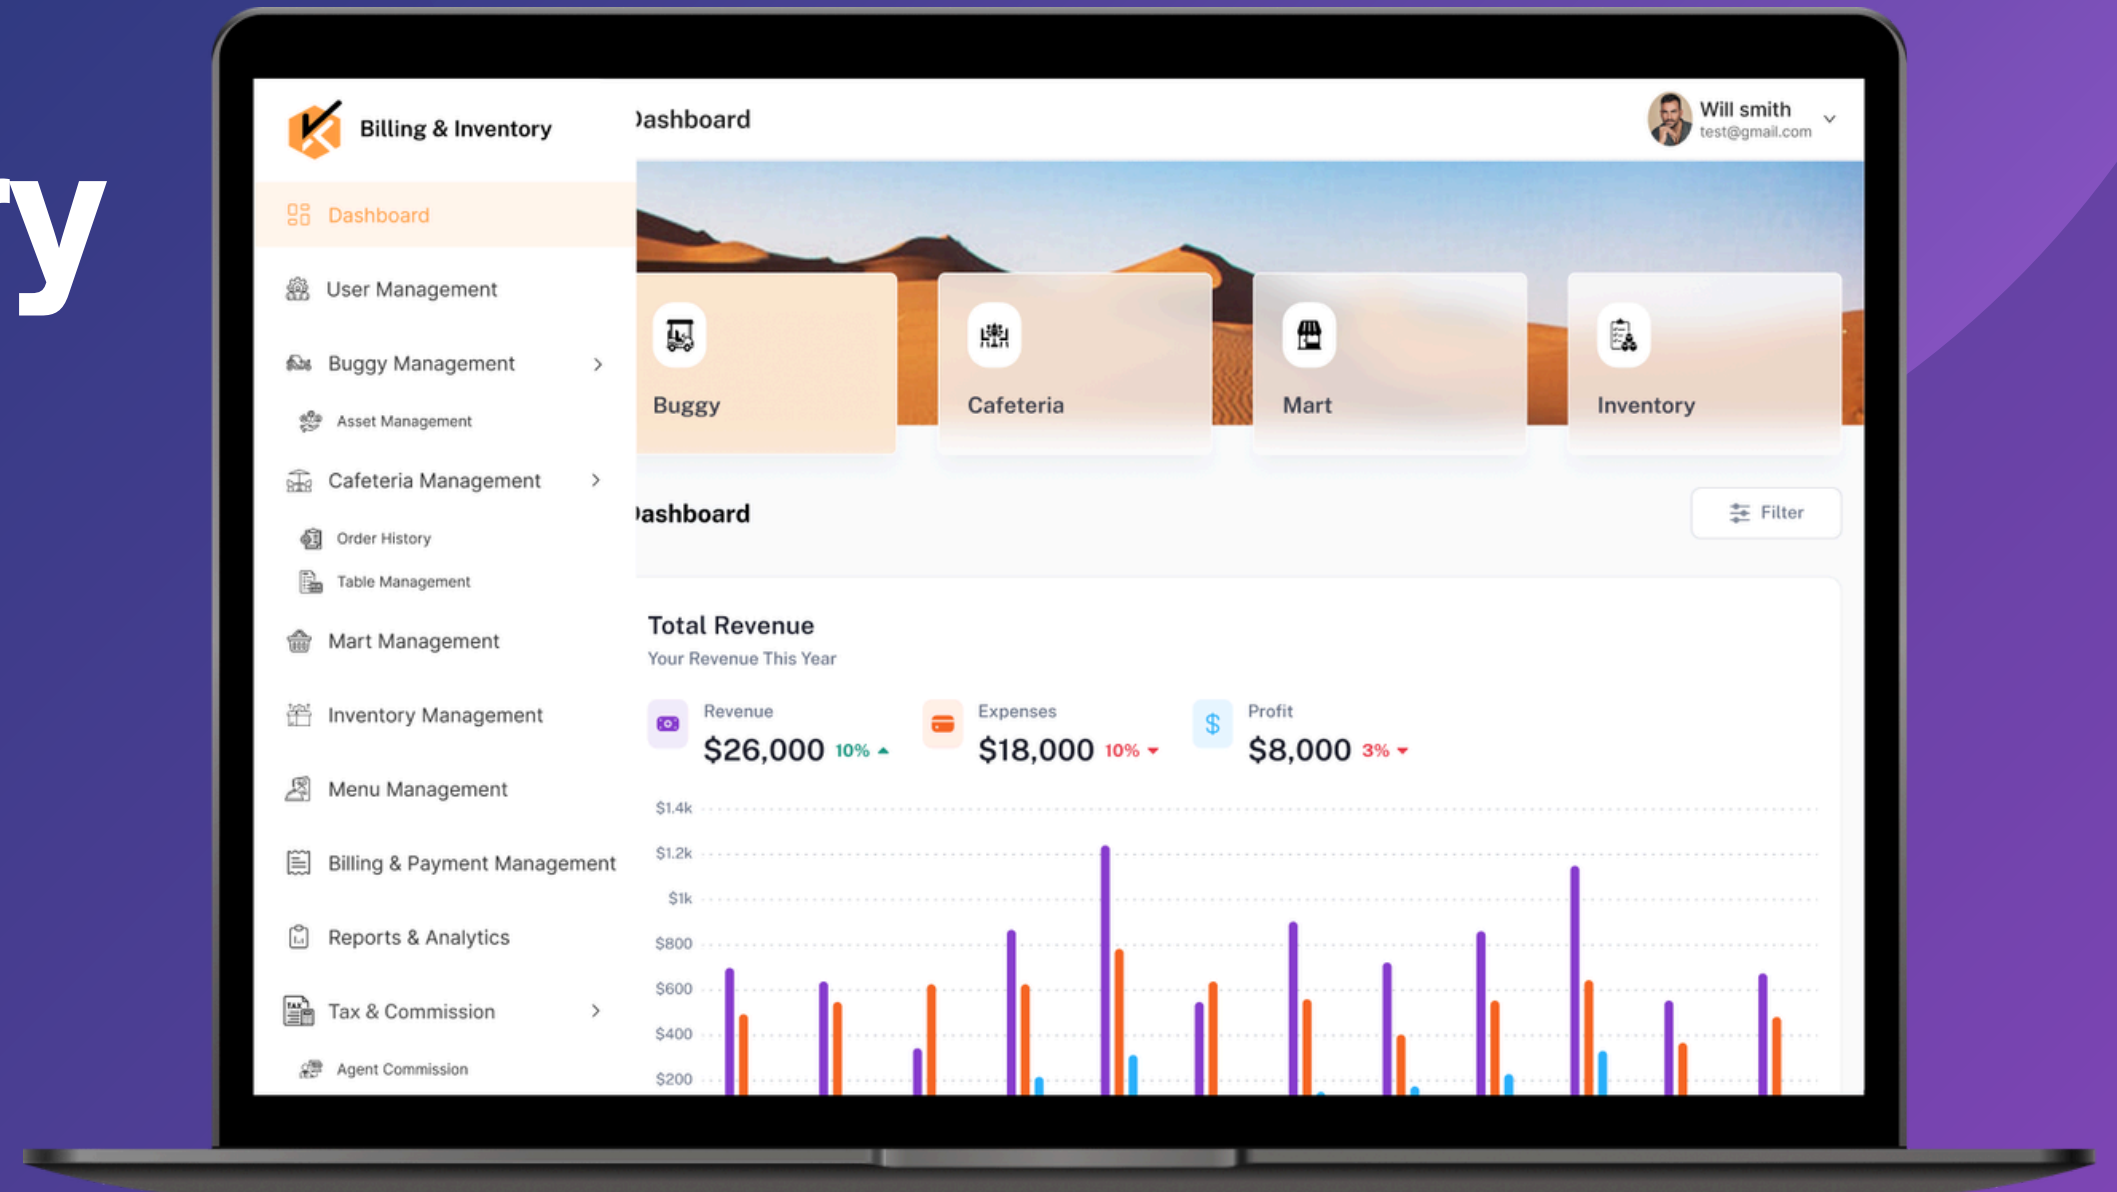 ry
Billing & Inventory
Dashboard
User Management
Buggy Management
Asset Management
Cafeteria Management
Order History
Table Management
Mart Management
Inventory Management
Menu Management
Billing & Payment Management
Reports & Analytics
TAX
Tax & Commission
Agent Commission
Dashboard
Will smith
test@gmail.com
Buggy
Cafeteria
Mart
Inventory
Dashboard
Filter
Total Revenue
Your Revenue This Year
Revenue
$26,000 10%
Expenses
$18,000 10%
Profit
$ $8,000 3%
$1.4k
$1.2k
$1k
$800
$600
$400
$200